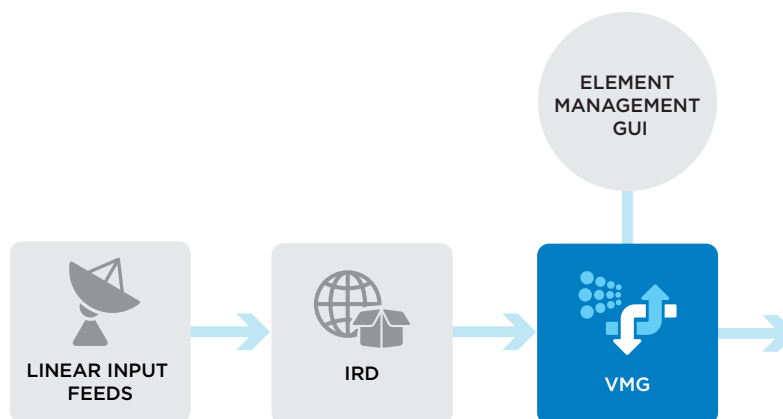 ELEMENT
MANAGEMENT
GUI
LINEAR INPUT
FEEDS
IRD
VMG